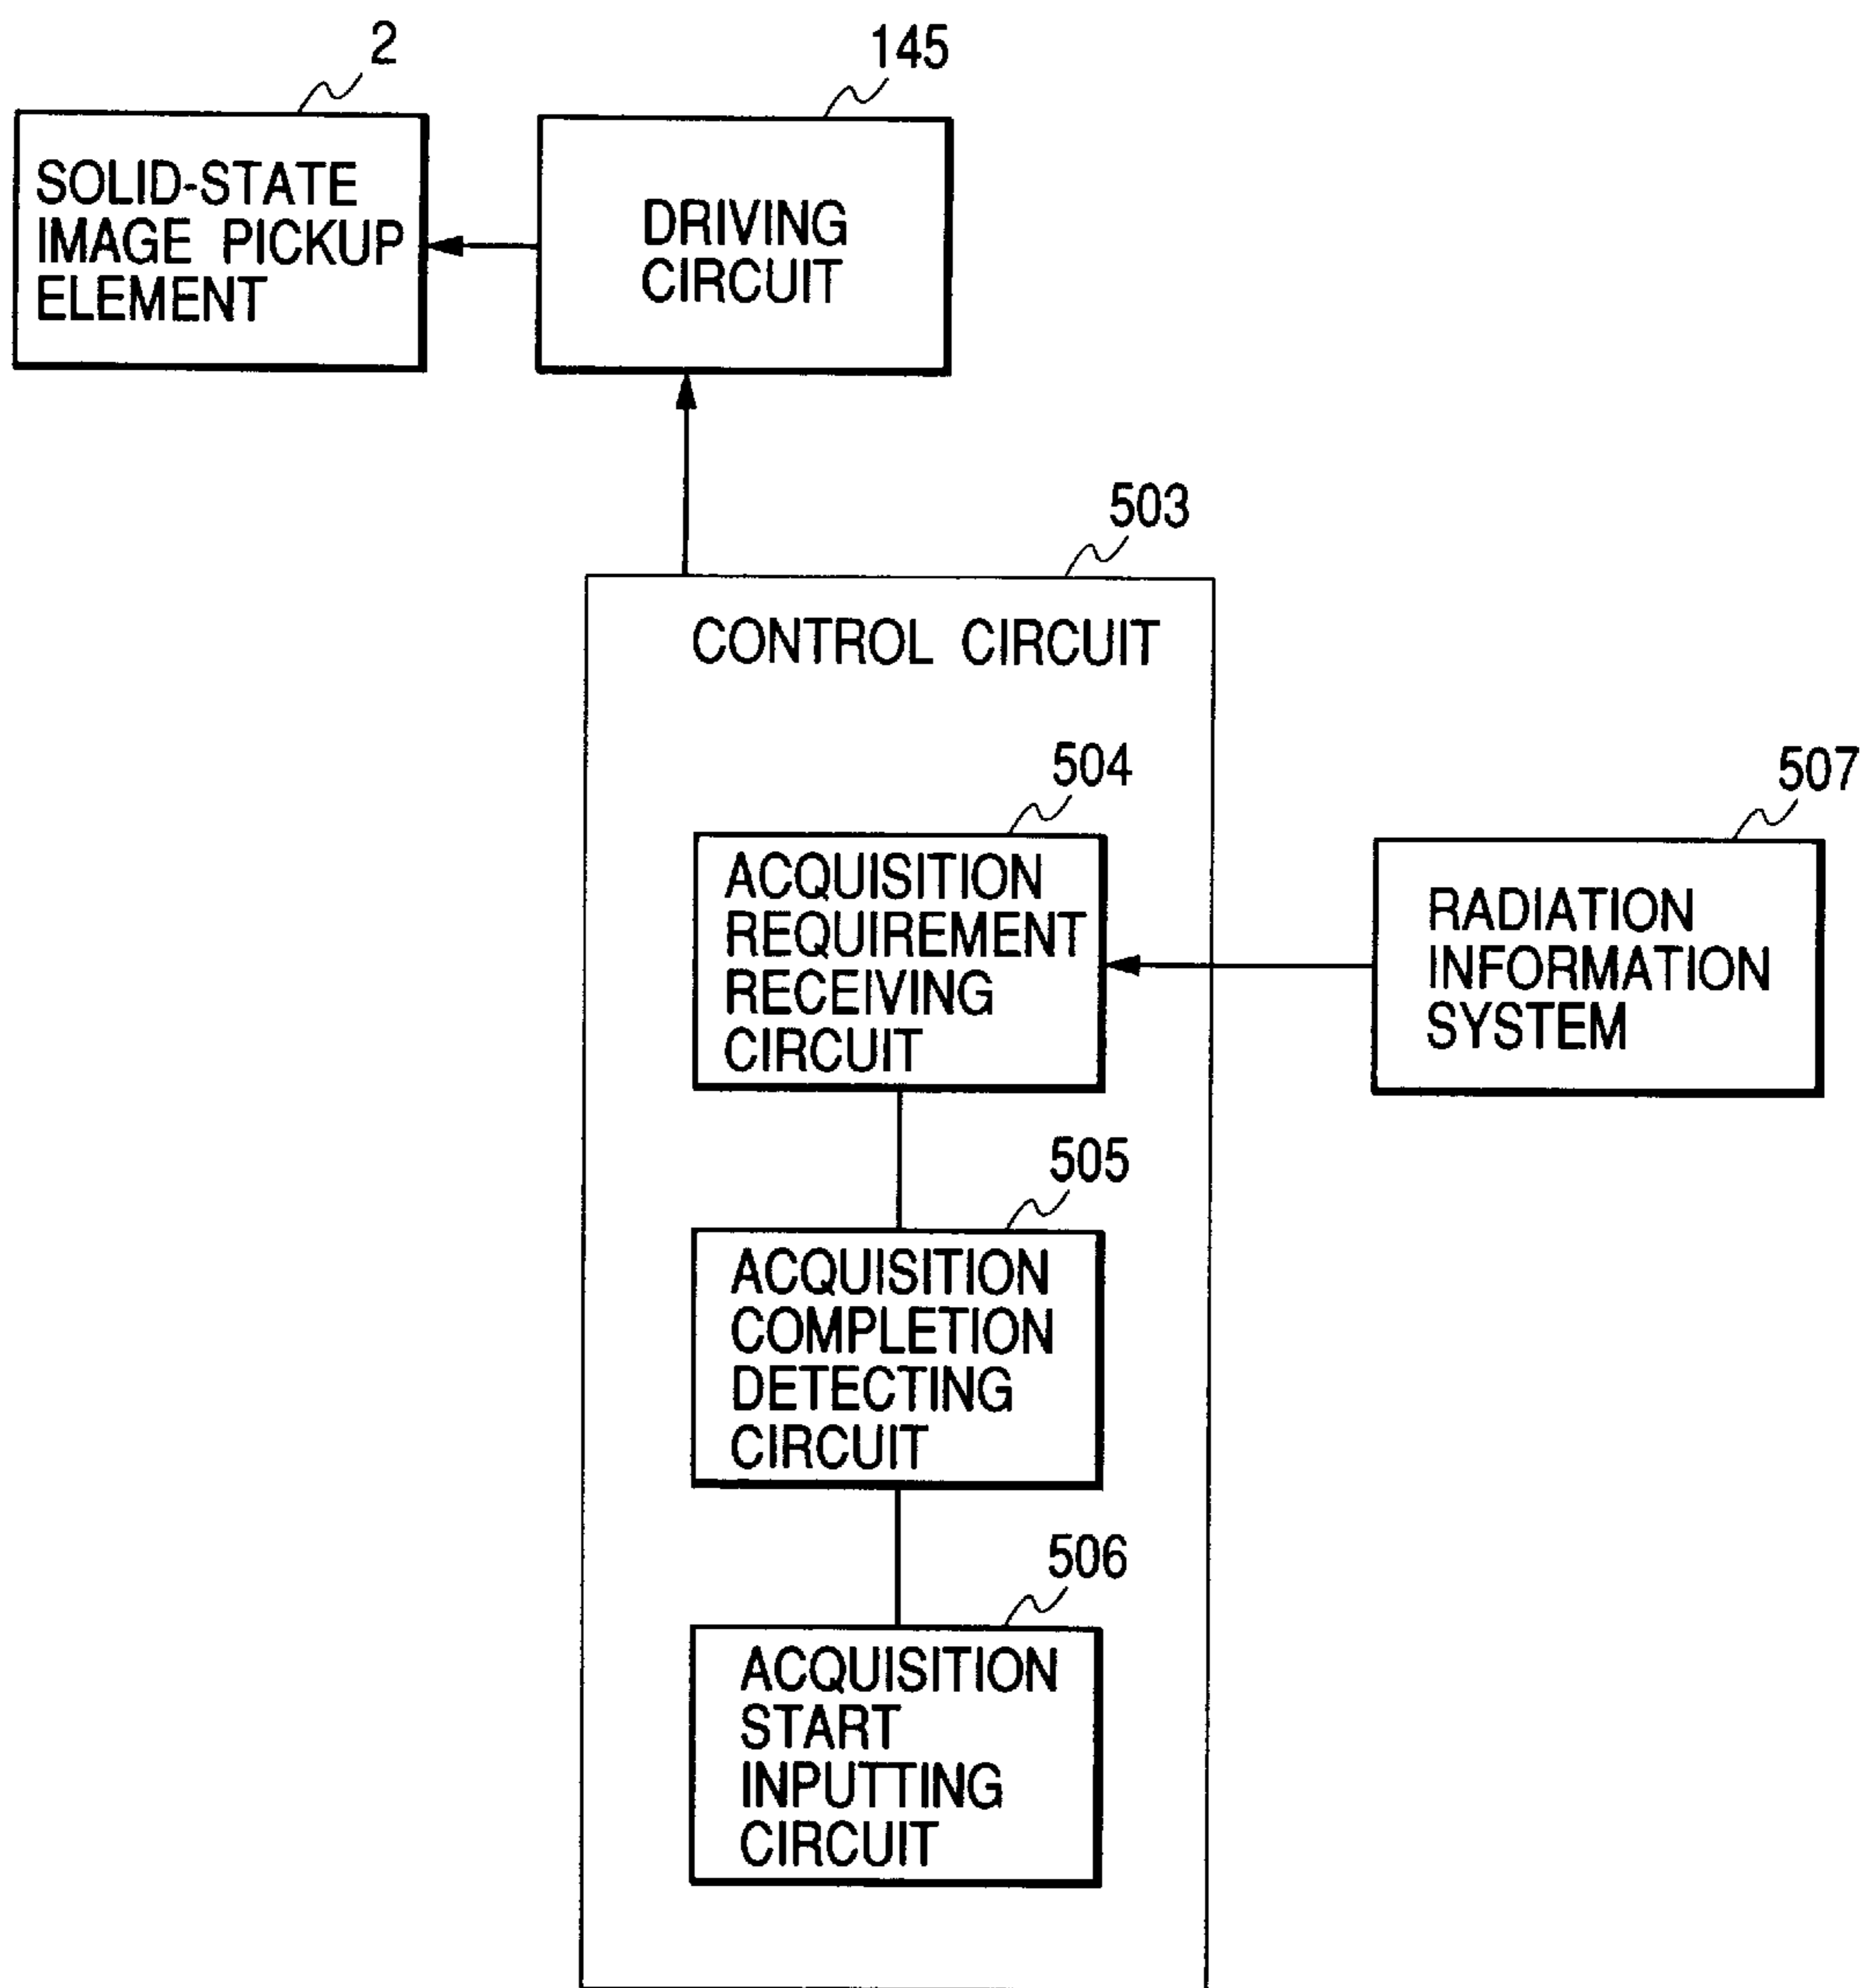 2
145
SOLID-STATE
IMAGE PICKUP
ELEMENT
DRIVING
CIRCUIT
503
CONTROL CIRCUIT
504
507
ACQUISITION
REQUIREMENT
RECEIVING
CIRCUIT
RADIATION
INFORMATION
SYSTEM
505
ACQUISITION
COMPLETION
DETECTING
CIRCUIT
506
ACQUISITION
START
INPUTTING
CIRCUIT